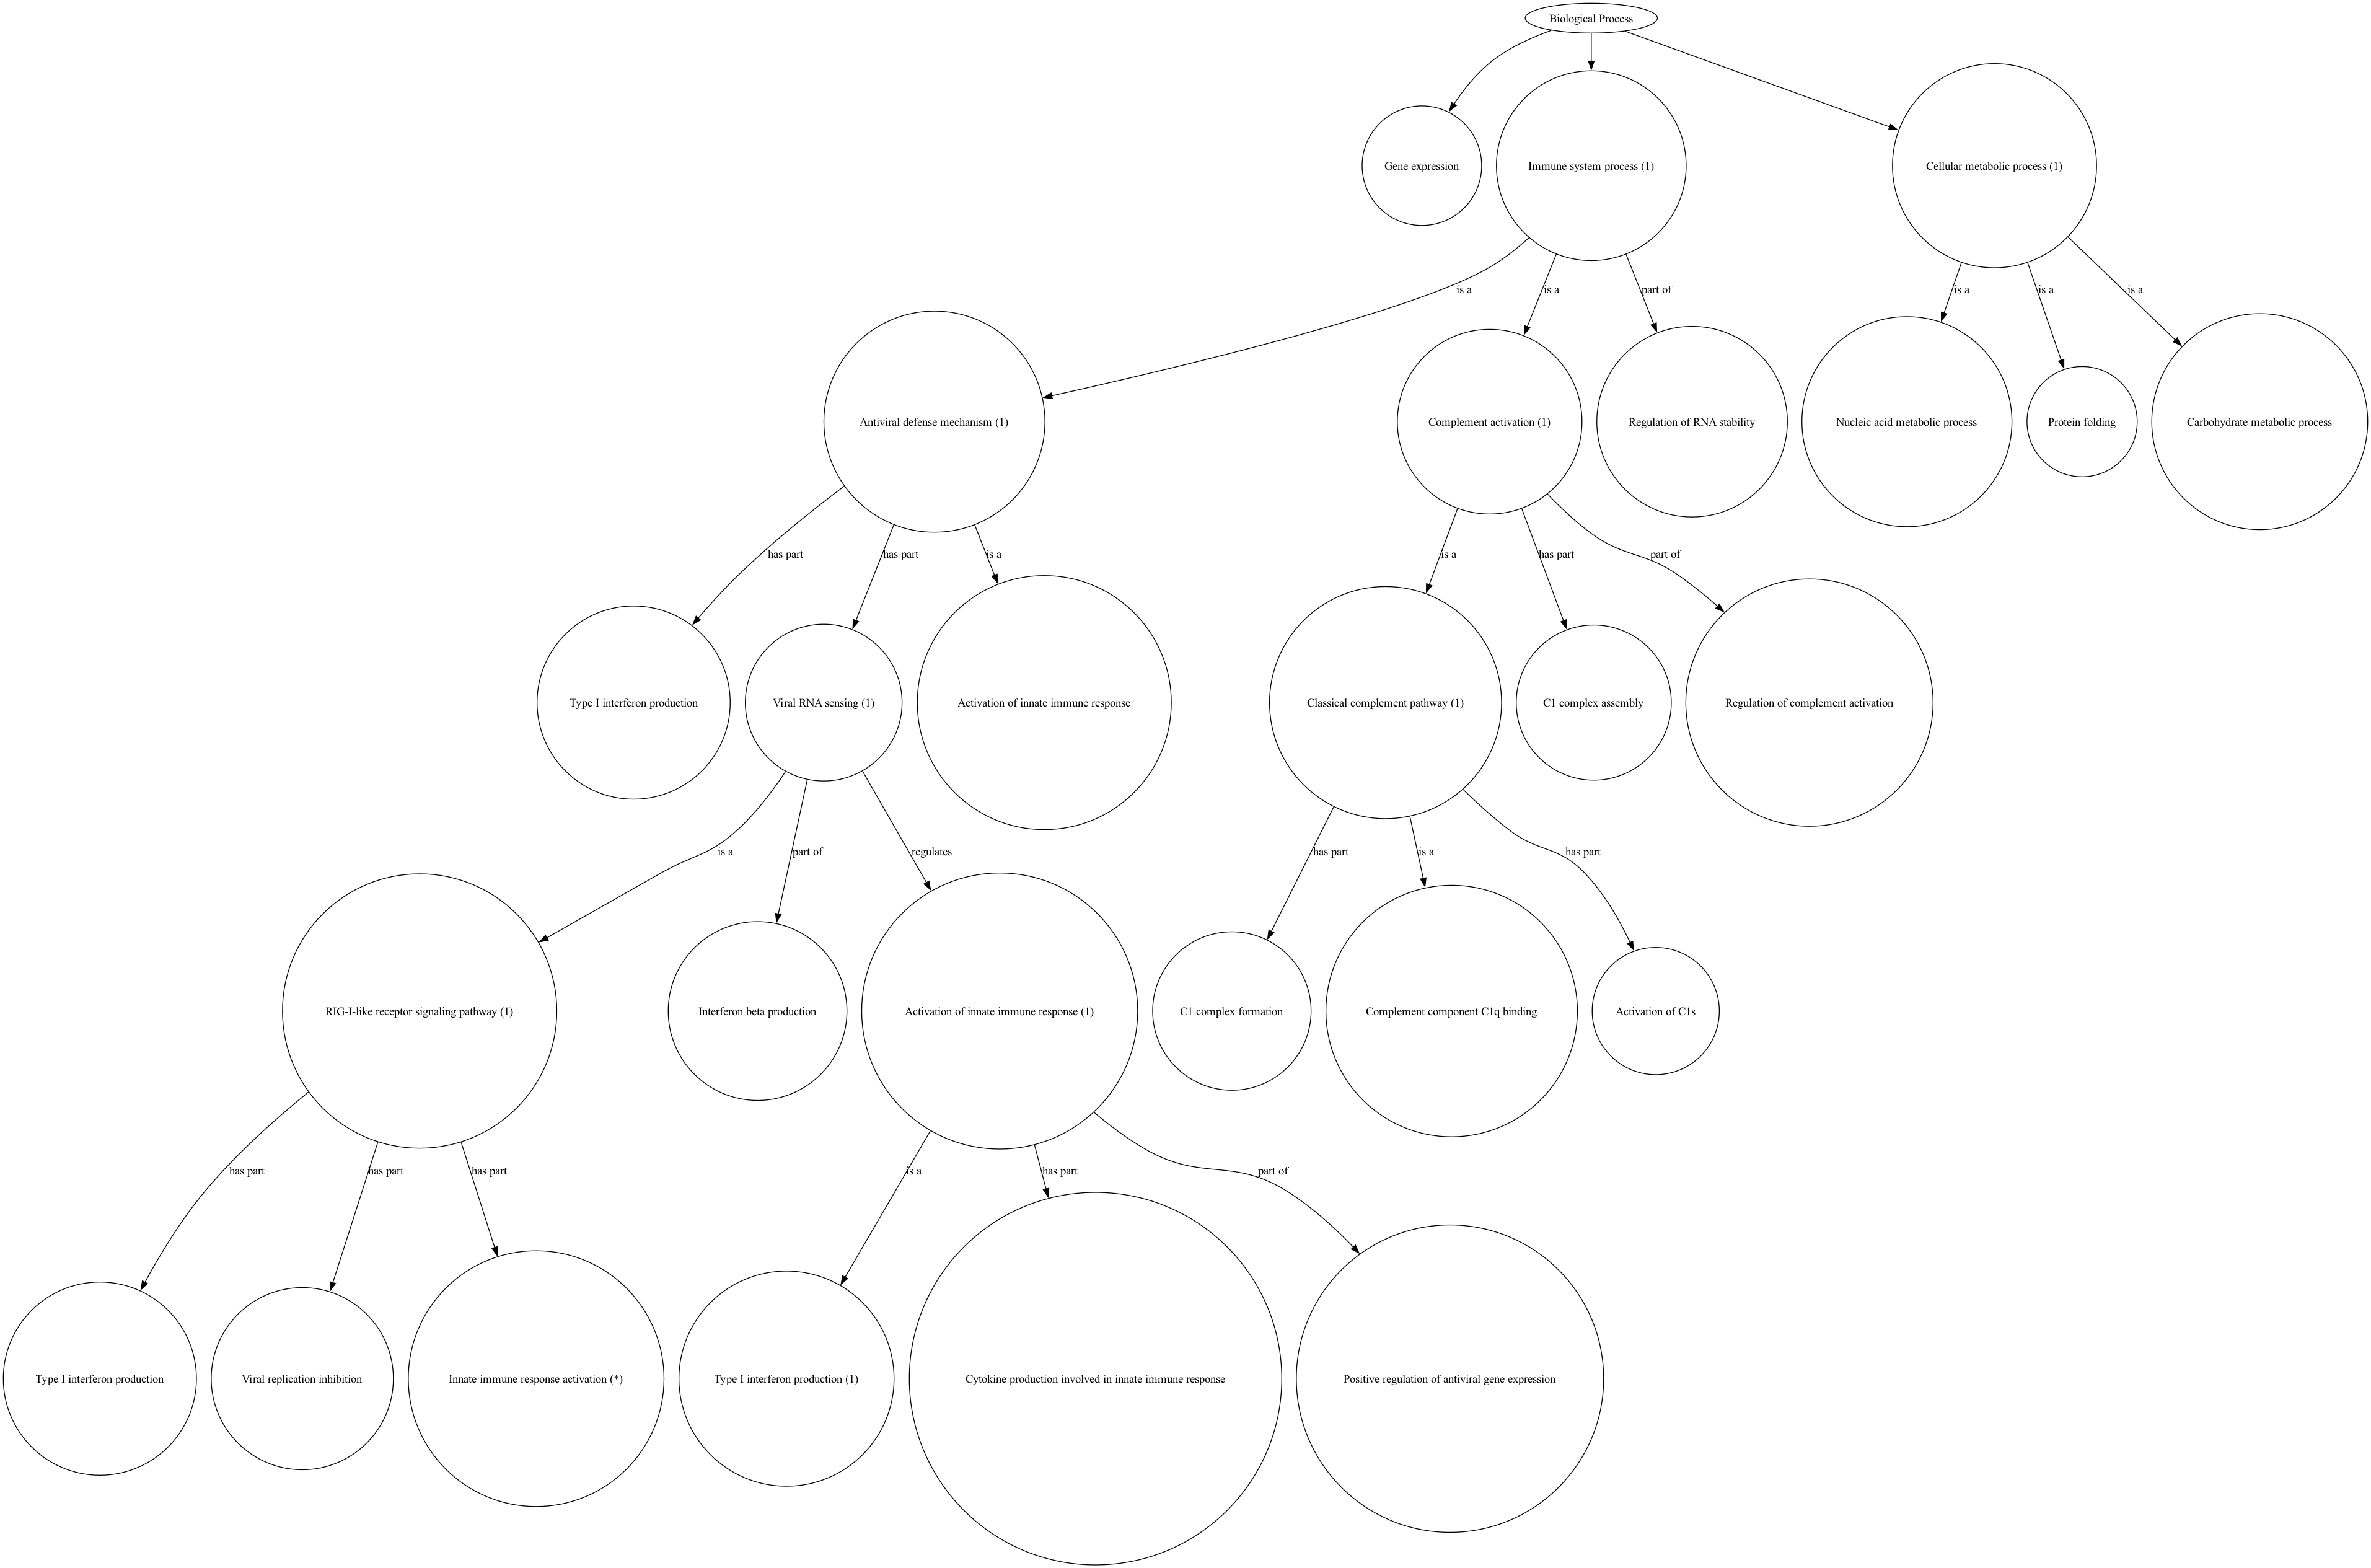 Biological Process
Gene expression
Immune system process (1)
Cellular metabolic process (1)
is a
is a
part of
is a
is a
is a
Antiviral defense mechanism (1)
Complement activation (1)
Regulation of RNA stability
Nucleic acid metabolic process
Protein folding
Carbohydrate metabolic process
has part
has part
is a
is a
has part
part of
Type I interferon production
Viral RNA sensing (1)
Activation of innate immune response
Classical complement pathway (1)
C1 complex assembly
Regulation of complement activation
is a
part of
regulates
has part
is a
has part
RIG-I-like receptor signaling pathway (1)
Interferon beta production
Activation of innate immune response (1)
C1 complex formation
Complement component C1q binding
Activation of C1s
has part
has part
has part
is a
has part
part of
Type I interferon production
Viral replication inhibition
Innate immune response activation (*)
Type I interferon production (1)
Cytokine production involved in innate immune response
Positive regulation of antiviral gene expression